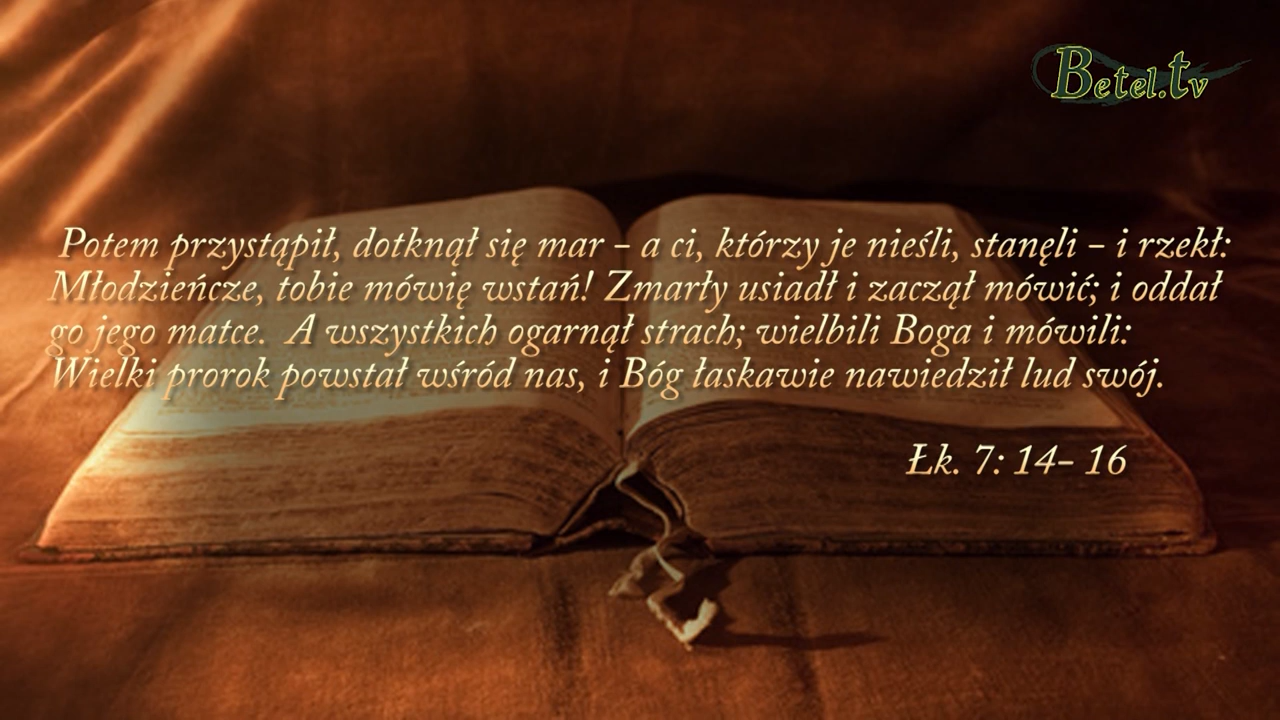 Betel.tv
Potem przystąpił, dotknął się mar – a ci, którzy je nieśli, stanęli – i rzekł:
Młodzieńcze, tobie mówię wstań! Zmarły usiadł i zaczął mówić; i oddał
go jego matce.  A wszystkich ogarnął strach; wielbili Boga i mówili:
Wielki prorok powstał wśród nas, i Bóg łaskawie nawiedził lud swój.
Łk. 7: 14- 16